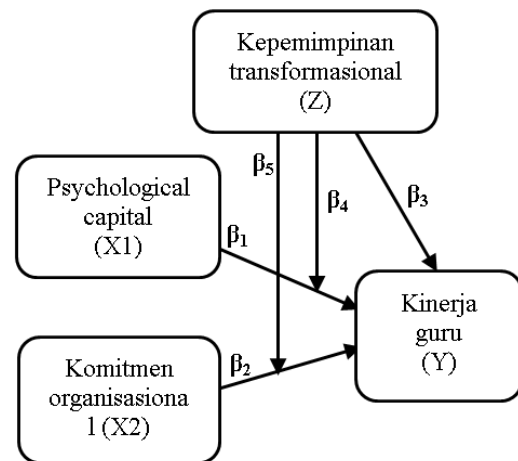 Kepemimpinan
transformasional
(Z)
β5
β4
β3
Psychological
capital
(X1)
β1
Kinerja
guru
(Y)
Komitmen
organisasiona
l (X2)
β2